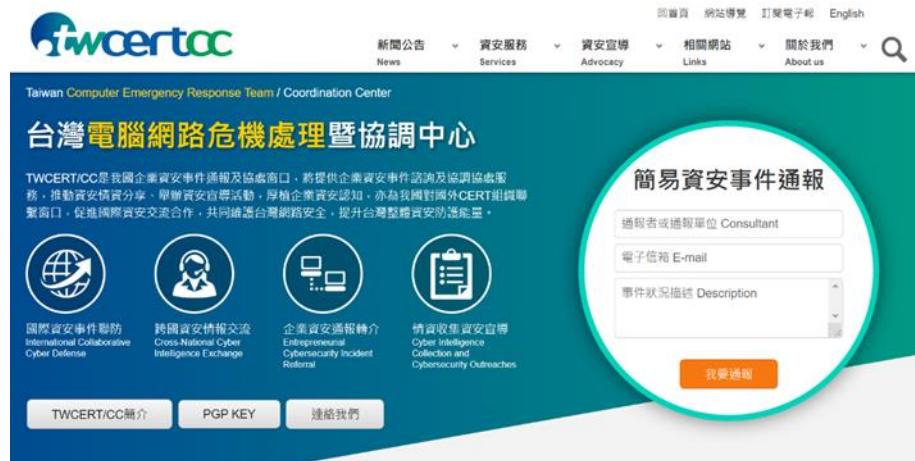 回首頁 網站導覽 訂閱電子報 English
twcertcc
新聞公告 資安服務 資安宣導 相關網站 關於我們
News Services Advocacy Links About us
Taiwan Computer Emergency Response Team / Coordination Center
台灣電腦網路危機處理暨協調中心
TWCERT/CC是我國企業資安事件通報及協處窗口，將提供企業資安事件諮詢及協調協處服
務，推動資安情資分享、舉辦資安宣導活動，厚植企業資安認知，亦為我國對國外CERT組織聯
繫窗口，促進國際資安交流合作，共同維護台灣網路安全，提升台灣整體資安防護能量。
國際資安事件聯防
International Collaborative
Cyber Defense
跨國資安情報交流
Cross-National Cyber
Intelligence Exchange
企業資安通報轉介
Entrepreneurial
Cybersecurity Incident
Referral
情資收集資安宣導
Cyber Intelligence
Collection and
Cybersecurity Outreaches
TWCERT/CC簡介 PGP KEY 連絡我們
簡易資安事件通報
通報者或通報單位 Consultant
電子信箱 E-mail
事件狀況描述 Description
我要通報